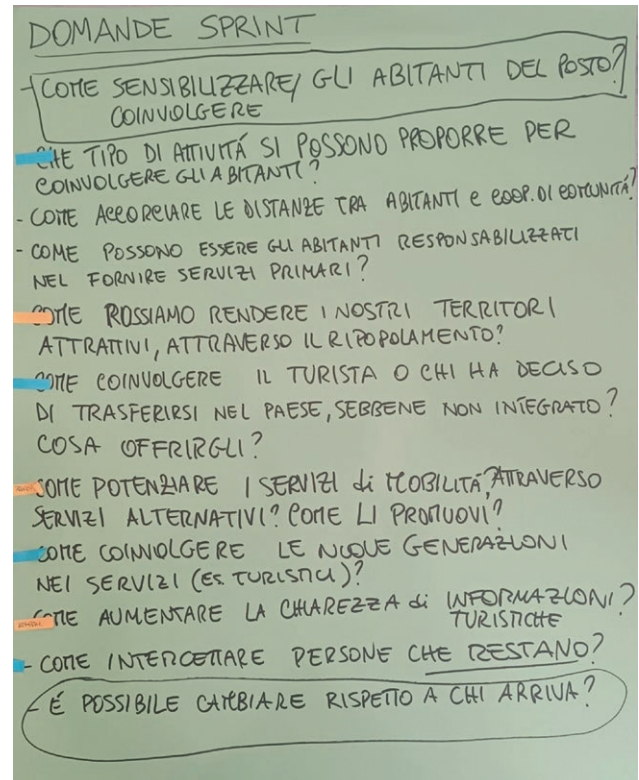 DOMANDE SPRINT
- COME SENSIBILIZZARE/ GLI ABITANTI DEL POSTO?
COINVOLGERE
CHE TIPO DI ATTIVITÁ SI POSSONO PROPORRE PER
COINVOLGERE GLI ABITANTI?
- COME ACCORCIARE LE DISTANZE TRA ABITANTI e COOP. DI COMUNITÁ?
- COME POSSONO ESSERE GLI ABITANTI RESPONSABILIZZATI
NEL FORNIRE SERVIZI PRIMARI?
COME POSSIAMO RENDERE I NOSTRI TERRITORI
ATTRATTIVI, ATTRAVERSO IL RIPOPOLAMENTO?
COME COINVOLGERE IL TURISTA O CHI HA DECISO
DI TRASFERIRSI NEL PAESE, SEBBENE NON INTEGRATO?
COSA OFFRIRGLI?
COME POTENZIARE I SERVIZI di MOBILITÁ, ATTRAVERSO
SERVIZI ALTERNATIVI? COME LI PROMUOVI?
COME COINVOLGERE LE NUOVE GENERAZIONI
NEI SERVIZI (ES. TURISTICI)?
COME AUMENTARE LA CHIAREZZA di INFORMAZIONI?
TURISTICHE
- COME INTERCETTARE PERSONE CHE RESTANO?
- É POSSIBILE CAMBIARE RISPETTO A CHI ARRIVA?